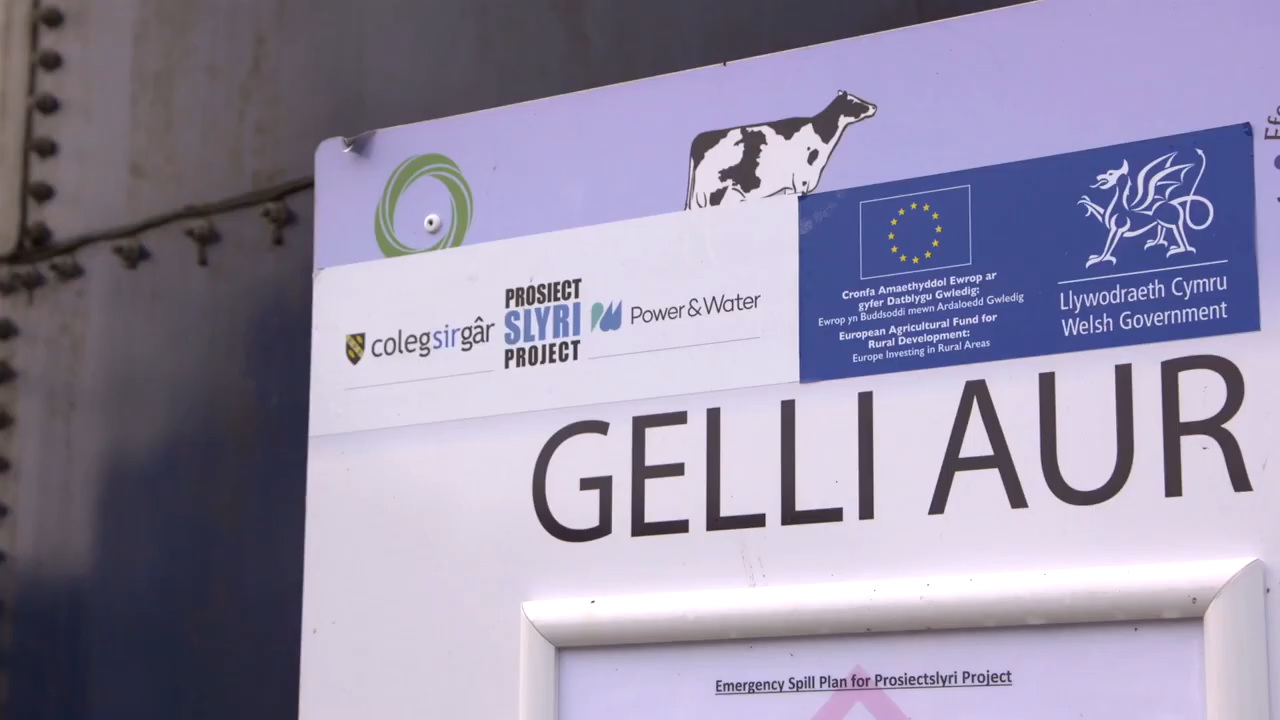 colegsirgâr
PROSIECT
SLYRI
PROJECT
Power & Water
Cronfa Amaethyddol Ewrop ar
gyfer Datblygu Gwledig:
Ewrop yn Buddsoddi mewn Ardaloedd Gwledig
European Agricultural Fund for
Rural Development:
Europe Investing in Rural Areas
Llywodraeth Cymru
Welsh Government
GELLI AUR
Emergency Spill Plan for Prosiectslyri Project